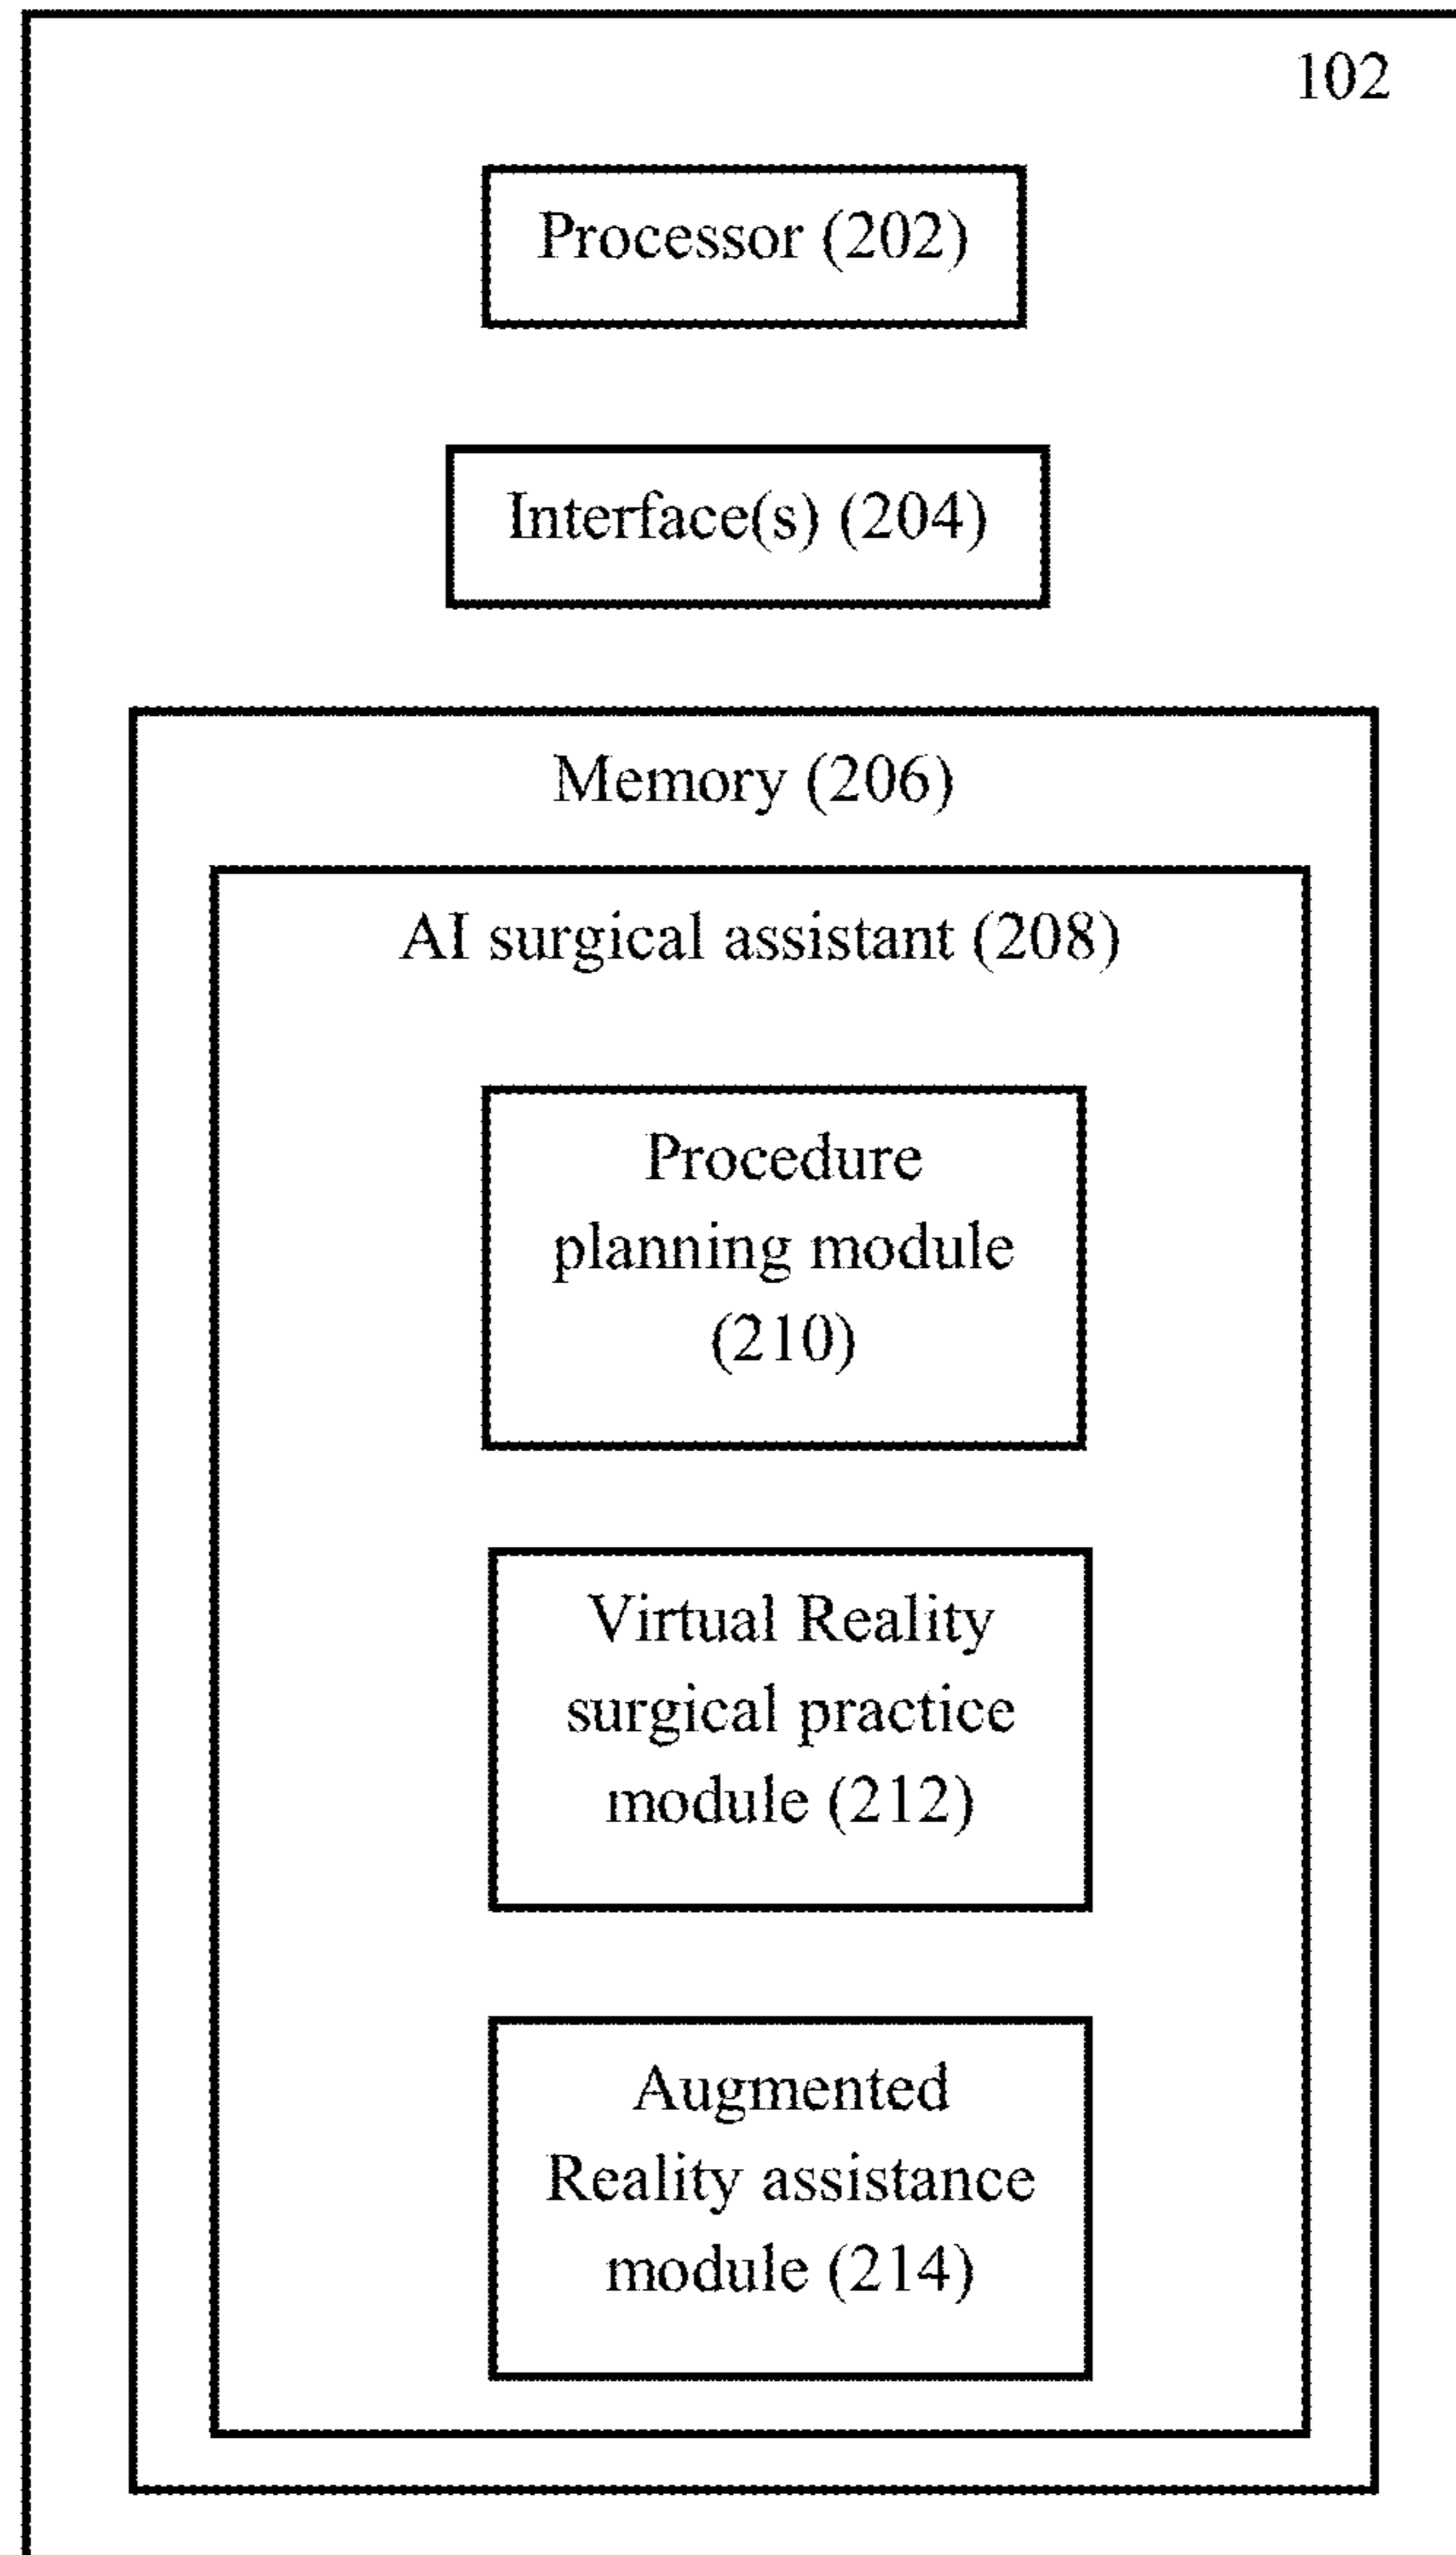 102
Processor (202)
Interface(s) (204)
Memory (206)
AI surgical assistant (208)
Procedure
planning module
(210)
Virtual Reality
surgical practice
module (212)
Augmented
Reality assistance
module (214)